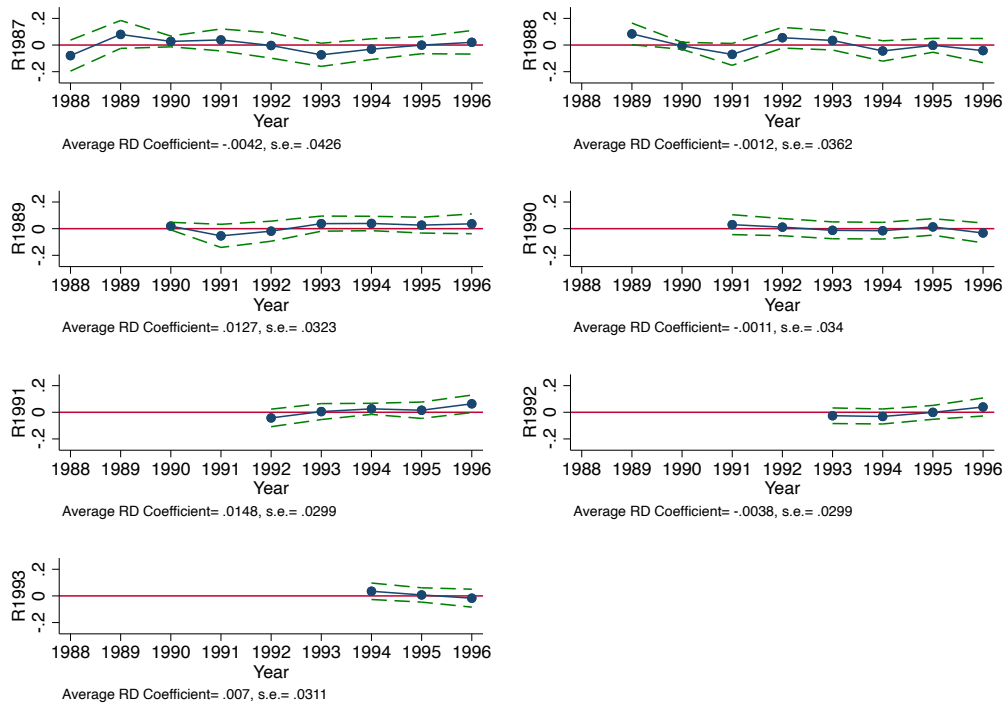 R1987
.2
0
-.2
1988 1989 1990 1991 1992 1993 1994 1995 1996
Year
Average RD Coefficient= -.0042, s.e.= .0426
R1988
.2
0
-.2
1988 1989 1990 1991 1992 1993 1994 1995 1996
Year
Average RD Coefficient= -.0012, s.e.= .0362
R1989
.2
0
-.2
1988 1989 1990 1991 1992 1993 1994 1995 1996
Year
Average RD Coefficient= .0127, s.e.= .0323
R1990
.2
0
-.2
1988 1989 1990 1991 1992 1993 1994 1995 1996
Year
Average RD Coefficient= -.0011, s.e.= .034
R1991
.2
0
-.2
1988 1989 1990 1991 1992 1993 1994 1995 1996
Year
Average RD Coefficient= .0148, s.e.= .0299
R1992
.2
0
-.2
1988 1989 1990 1991 1992 1993 1994 1995 1996
Year
Average RD Coefficient= -.0038, s.e.= .0299
R1993
.2
0
-.2
1988 1989 1990 1991 1992 1993 1994 1995 1996
Year
Average RD Coefficient= .007, s.e.= .0311